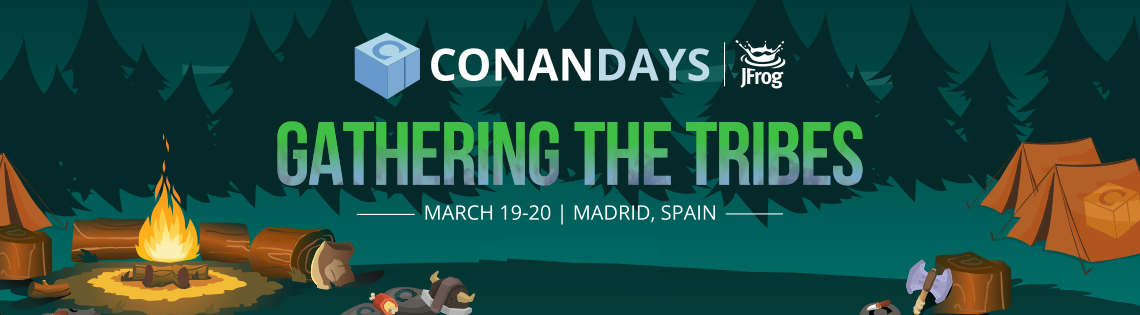 CONANDAYS | JFrog
GATHERING THE TRIBES
MARCH 19-20 | MADRID, SPAIN